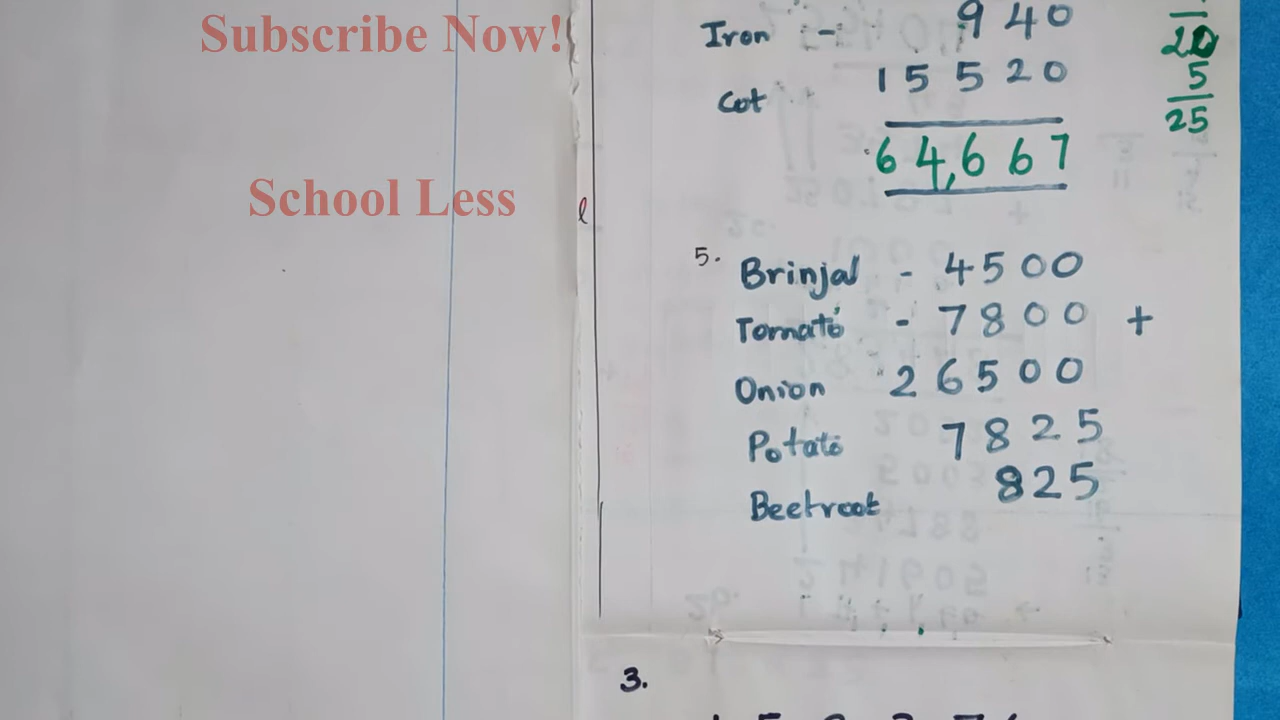 Subscribe Now!
School Less
Iron - 940
Cot 15520
64,667
20
5
25
5. Brinjal - 4500
Tomato - 7800 +
Onion 26500
Potato 7825
Beetroot 825
3.